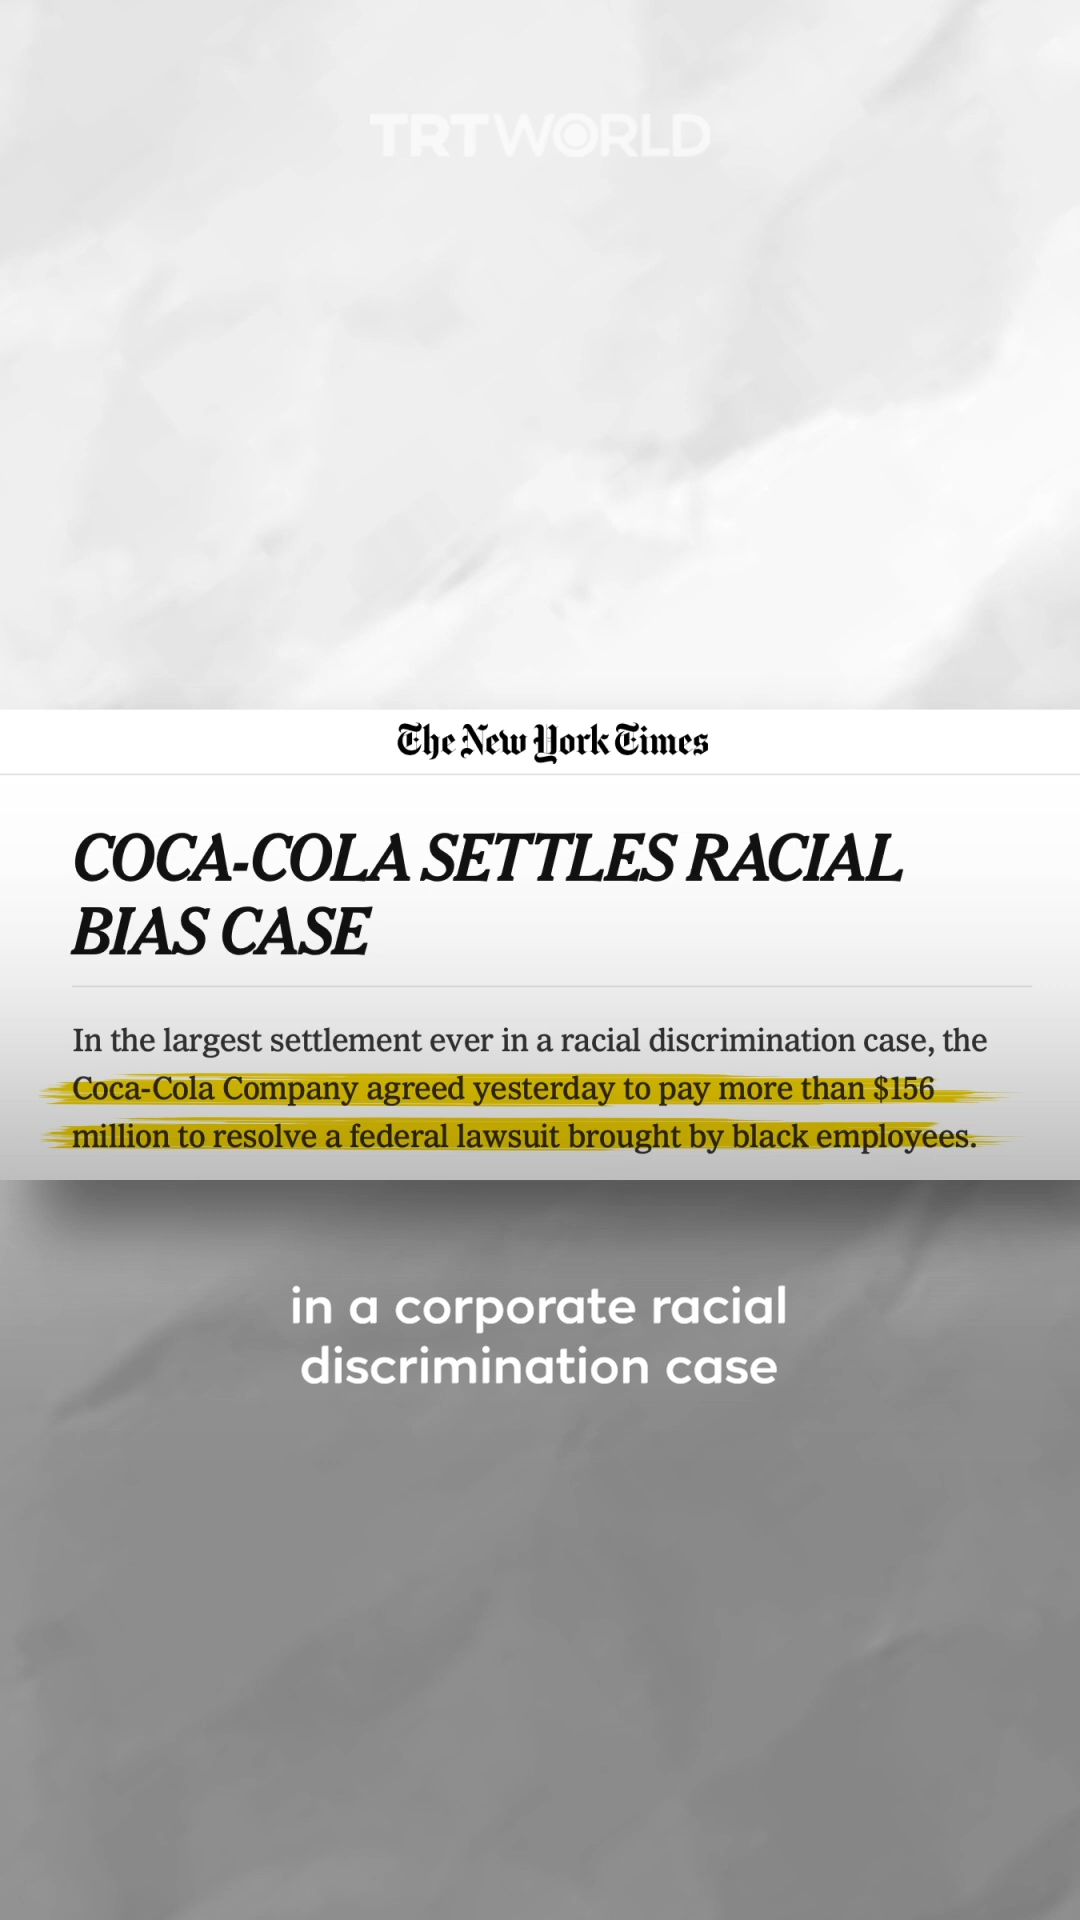 TRT WORLD
The New York Times
COCA-COLA SETTLES RACIAL
BIAS CASE
In the largest settlement ever in a racial discrimination case, the
Coca-Cola Company agreed yesterday to pay more than $156
million to resolve a federal lawsuit brought by black employees.
in a corporate racial
discrimination case